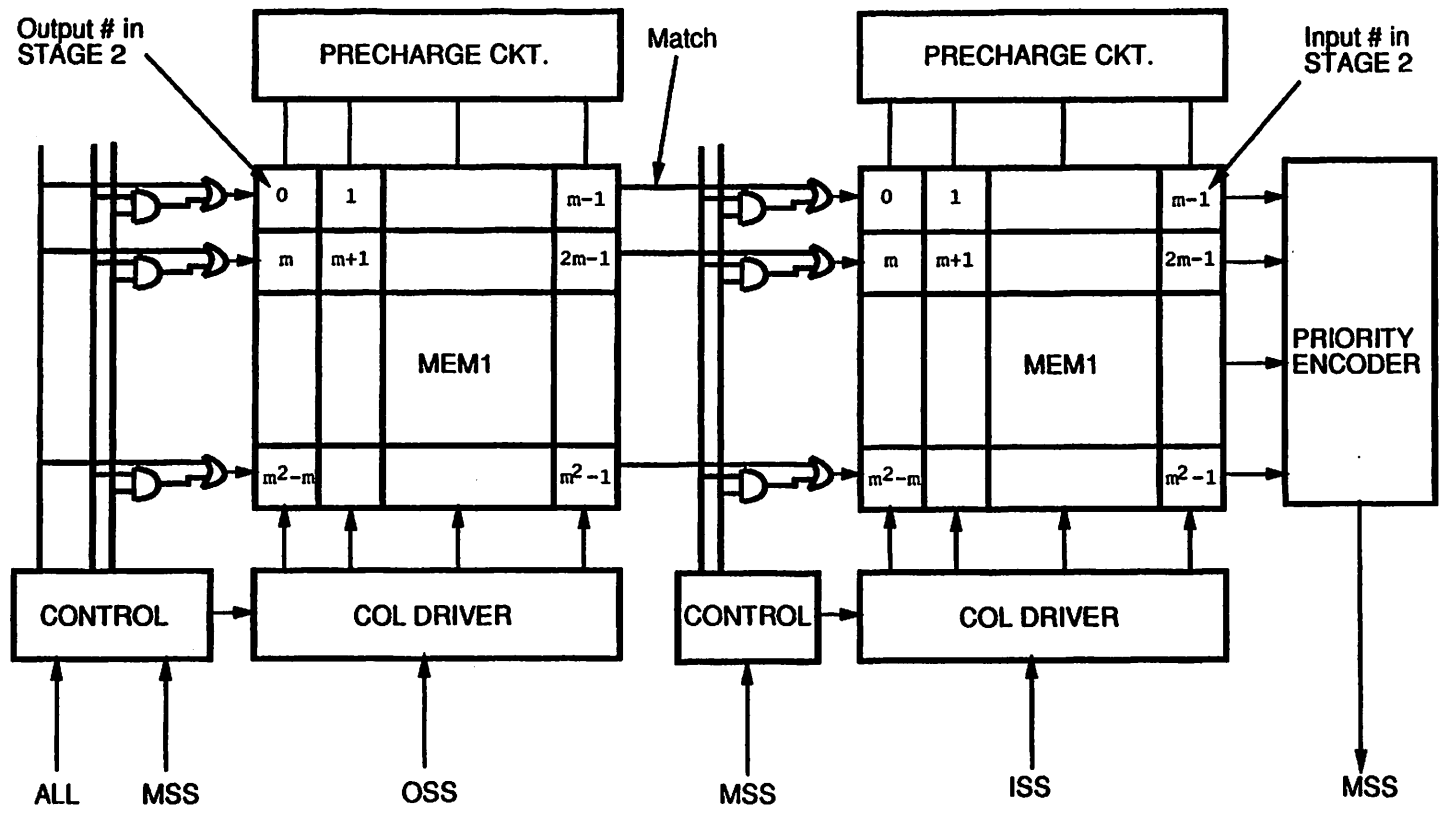 Output # in
STAGE 2
PRECHARGE CKT.
Match
PRECHARGE CKT.
Input # in
STAGE 2
0 1 m-1
m m+1 2m-1
MEM1
m²-m m²-1
0 1 m-1
m m+1 2m-1
MEM1
m²-m m²-1
PRIORITY
ENCODER
CONTROL
COL DRIVER
CONTROL
COL DRIVER
ALL
MSS
OSS
MSS
ISS
MSS